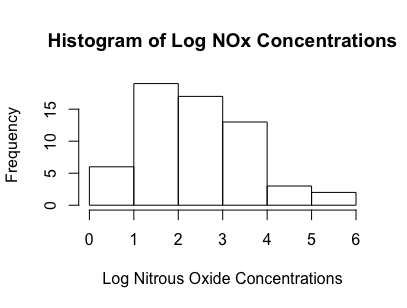 Histogram of Log NOx Concentrations
Frequency
15
10
5
0
0 1 2 3 4 5 6
Log Nitrous Oxide Concentrations